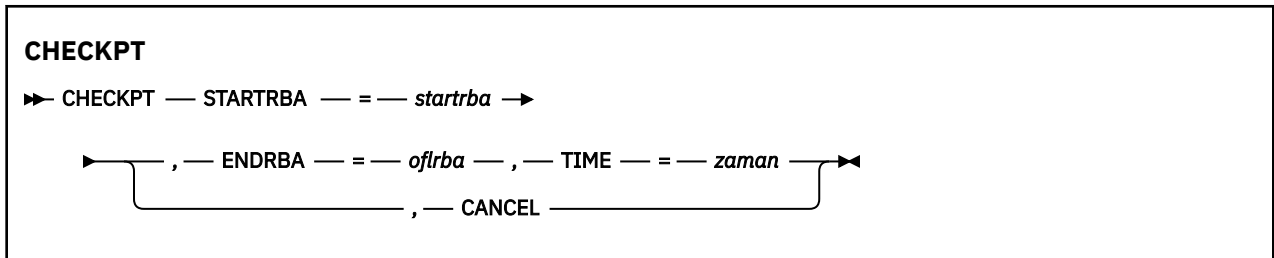 CHECKPT
CHECKPT STARTRBA = startrba
, ENDRBA = oflrba , TIME = zaman
, CANCEL